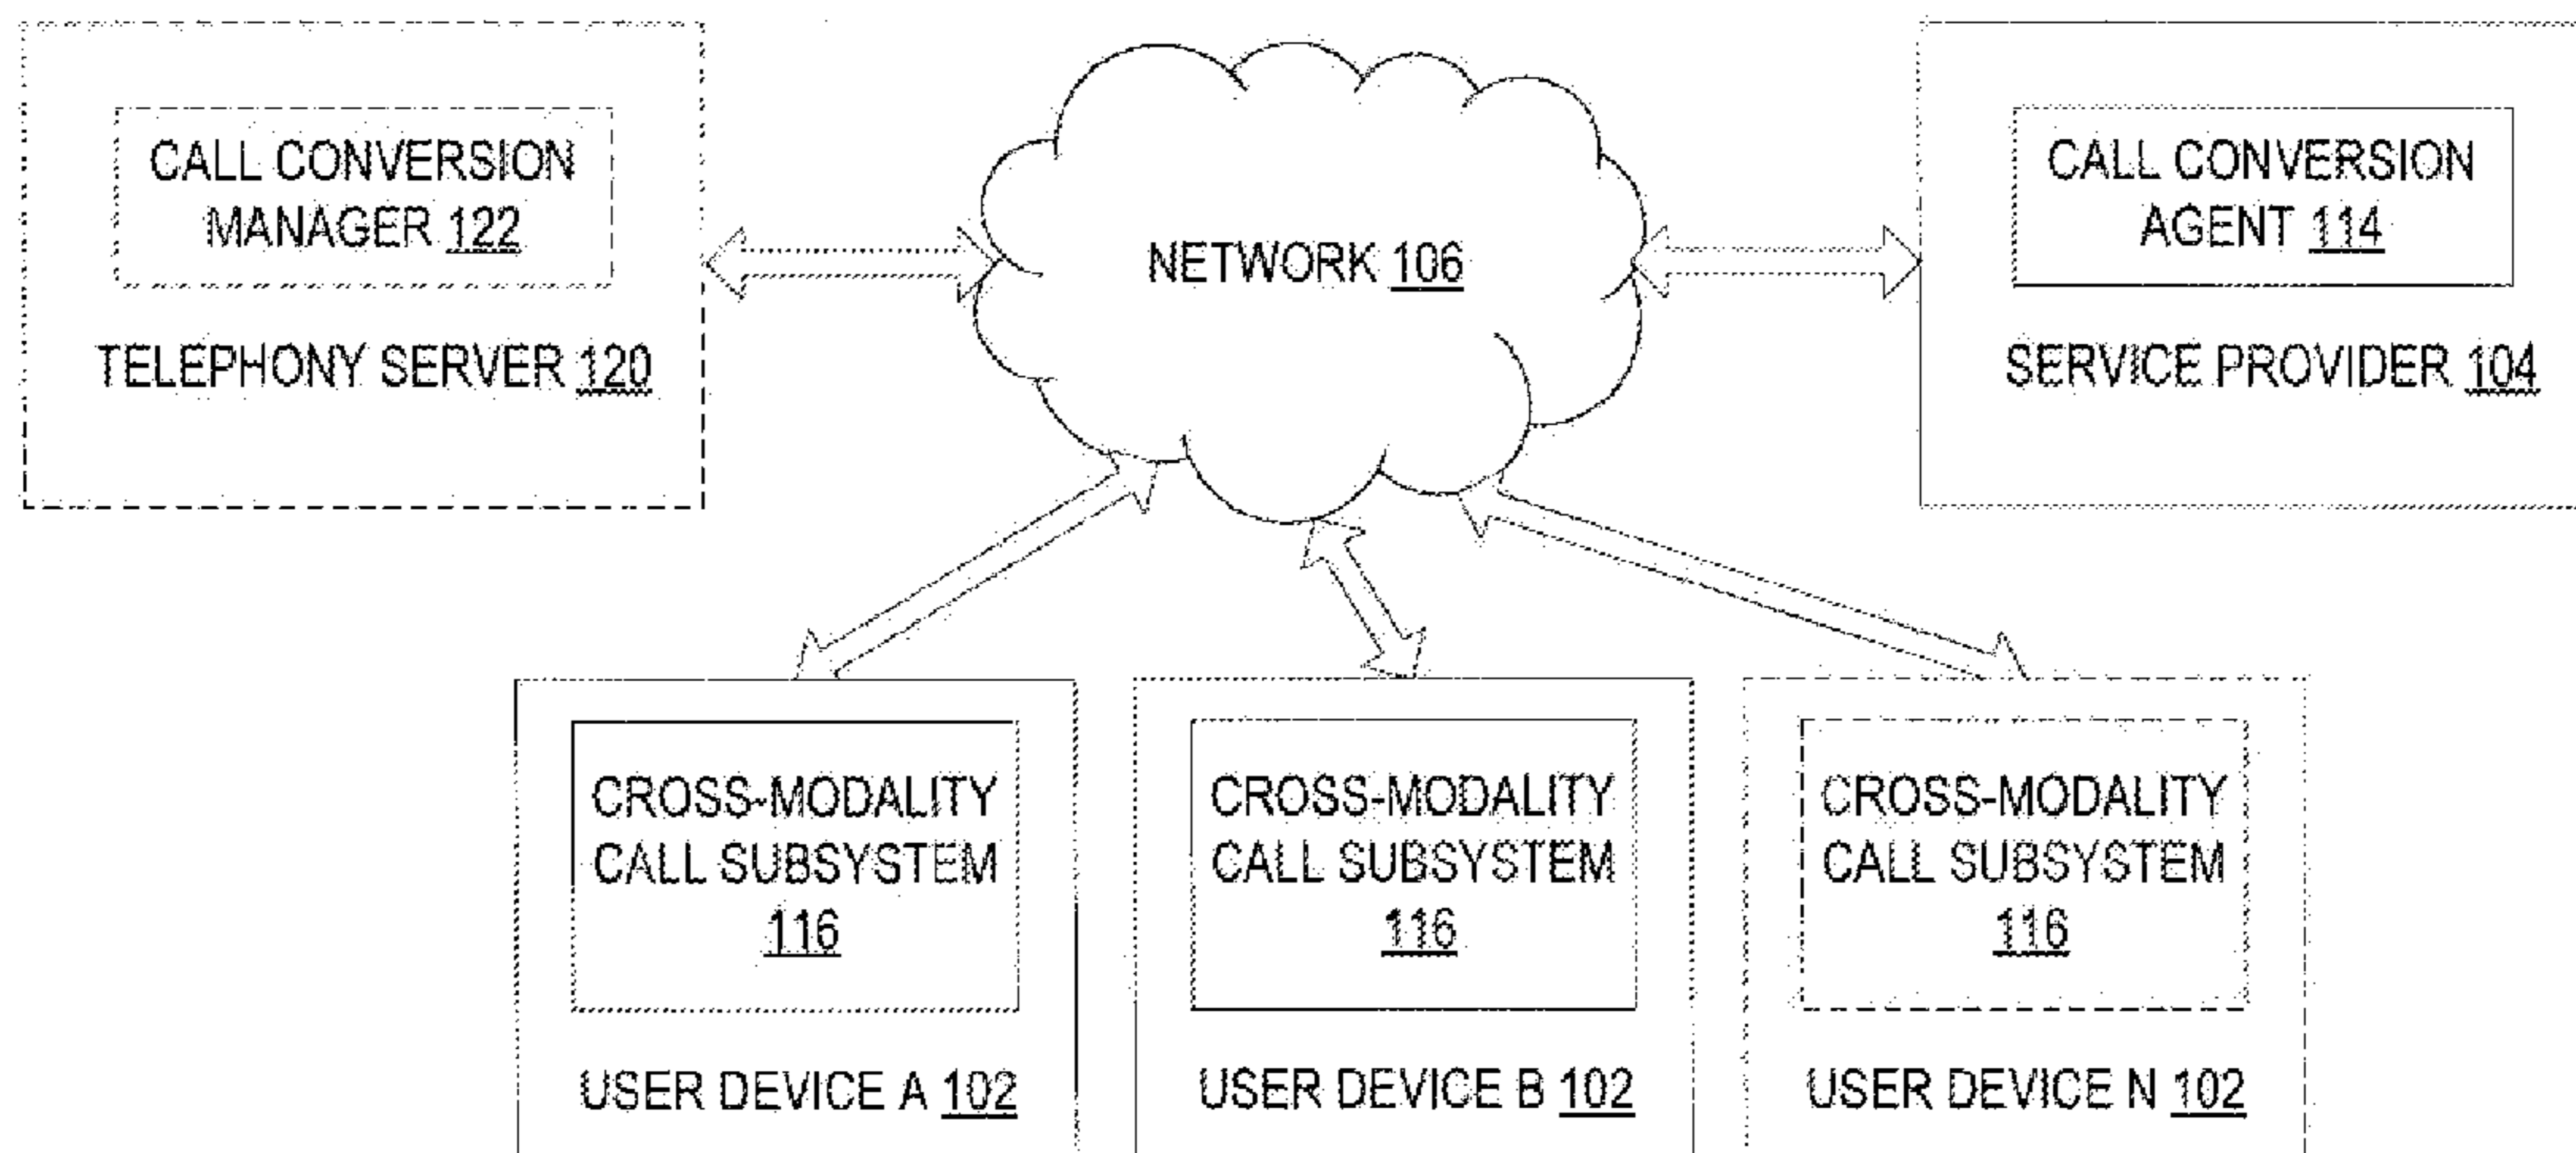 CALL CONVERSION
MANAGER 122
TELEPHONY SERVER 120
NETWORK 106
CALL CONVERSION
AGENT 114
SERVICE PROVIDER 104
CROSS-MODALITY
CALL SUBSYSTEM
116
USER DEVICE A 102
CROSS-MODALITY
CALL SUBSYSTEM
116
USER DEVICE B 102
CROSS-MODALITY
CALL SUBSYSTEM
116
USER DEVICE N 102